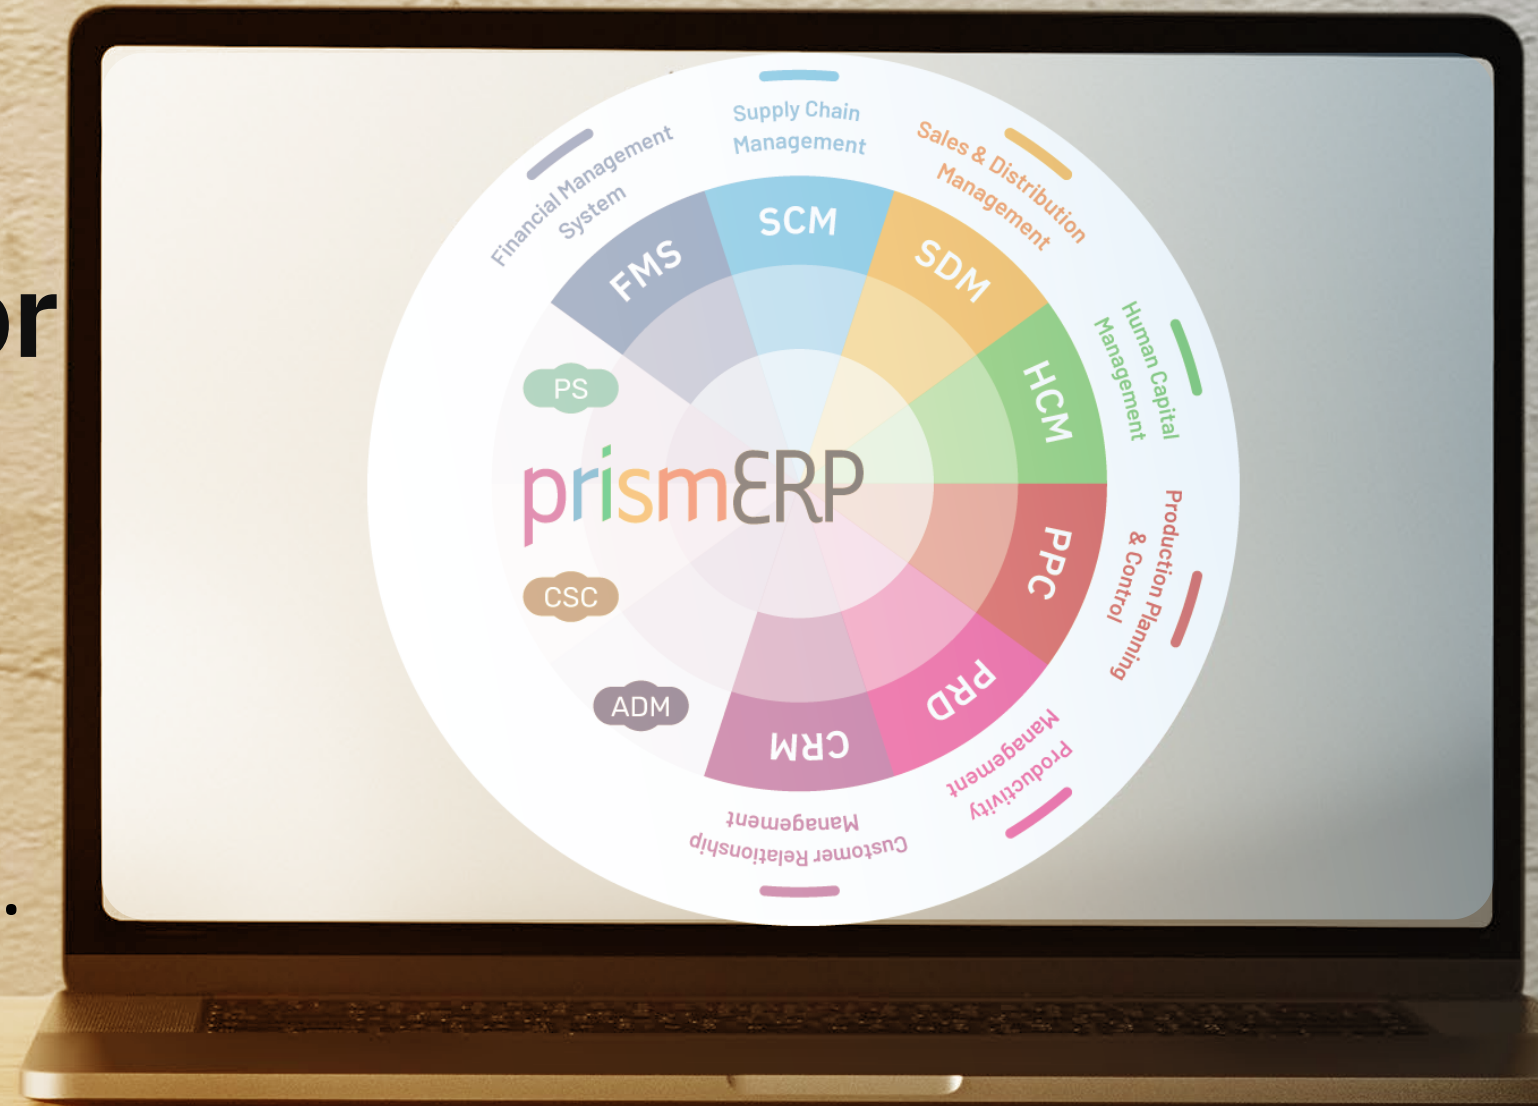 or
.
Supply Chain
Management
Sales & Distribution
Management
Human Capital
Management
Production Planning
& Control
Productivity
Management
Customer Relationship
Management
Financial Management
System
SCM
SDM
HCM
PPC
PRD
CRM
FMS
PS
prismERP
CSC
ADM